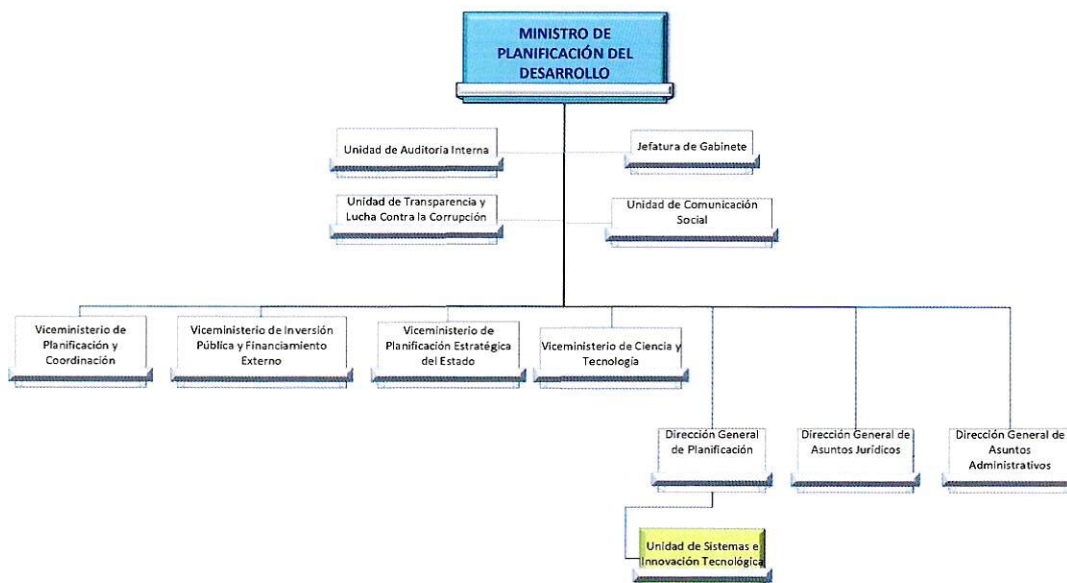 MINISTRO DE
PLANIFICACIÓN DEL
DESARROLLO
Unidad de Auditoria Interna
Jefatura de Gabinete
Unidad de Transparencia y
Lucha Contra la Corrupción
Unidad de Comunicación
Social
Viceministerio de
Planificación y
Coordinación
Viceministerio de Inversión
Pública y Financiamiento
Externo
Viceministerio de
Planificación Estratégica
del Estado
Viceministerio de Ciencia y
Tecnología
Dirección General
de Planificación
Dirección General de
Asuntos Jurídicos
Dirección General de
Asuntos
Administrativos
Unidad de Sistemas e
Innovación Tecnológica